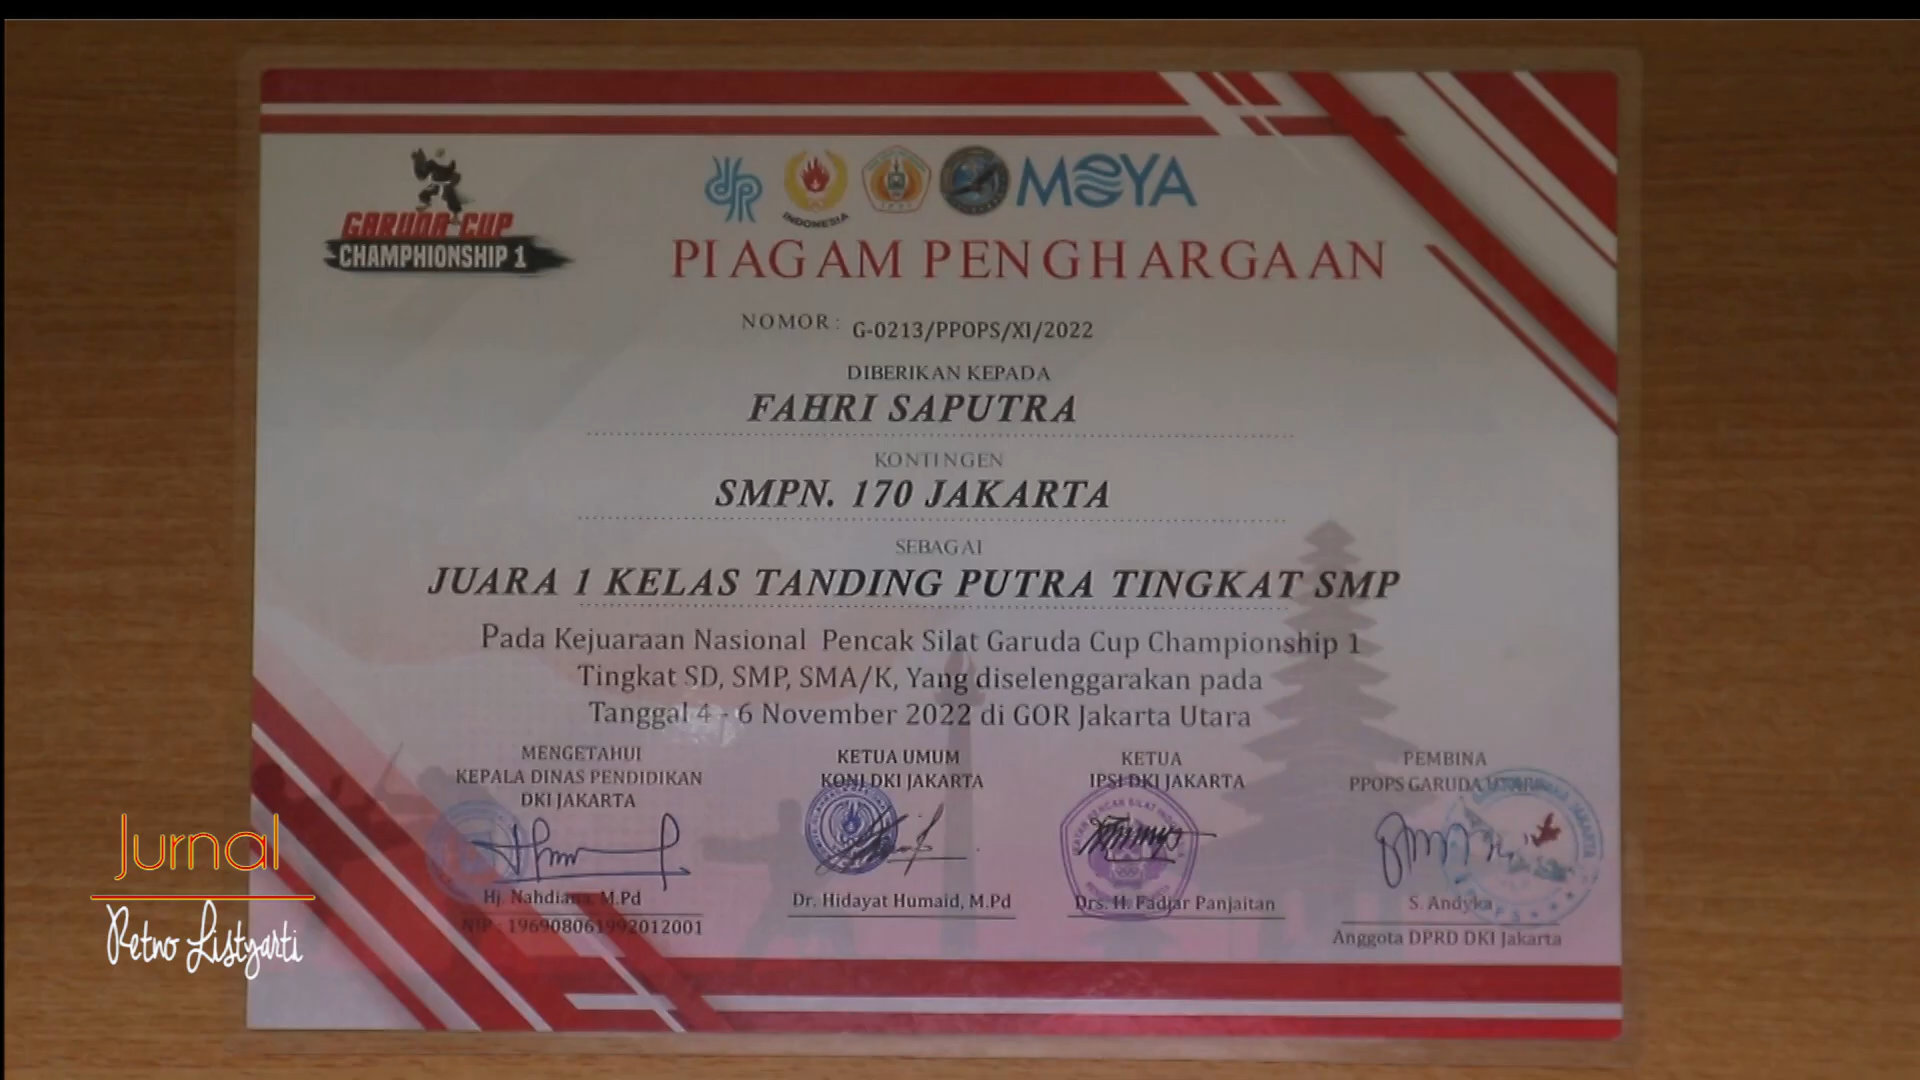 GARUDA CUP
CHAMPHIONSHIP 1
INDONESIA
MOYA
PIAGAM PENGHARGAAN
NOMOR : G-0213/PPOPS/XI/2022
DIBERIKAN KEPADA
FAHRI SAPUTRA
KONTINGEN
SMPN. 170 JAKARTA
SEBAGAI
JUARA 1 KELAS TANDING PUTRA TINGKAT SMP
Pada Kejuaraan Nasional Pencak Silat Garuda Cup Championship 1
Tingkat SD, SMP, SMA/K, Yang diselenggarakan pada
Tanggal 4 - 6 November 2022 di GOR Jakarta Utara
MENGETAHUI
KEPALA DINAS PENDIDIKAN
DKI JAKARTA
Hj. Nahdiana, M.Pd
NIP : 196908061992012001
KETUA UMUM
KONI DKI JAKARTA
Dr. Hidayat Humaid, M.Pd
KETUA
IPSI DKI JAKARTA
Drs. H. Fadjar Panjaitan
PEMBINA
PPOPS GARUDA UTARA
S. Andyka
Anggota DPRD DKI Jakarta
Jurnal
Retno Listyarti